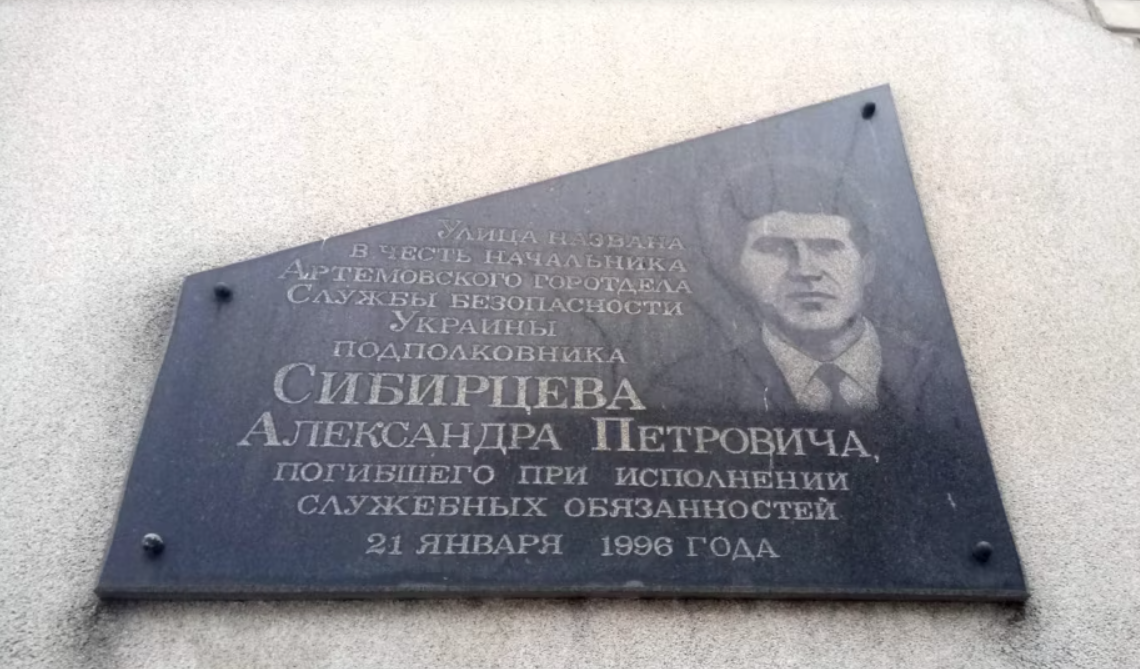 Улица названа
в честь начальника
Артемовского горотдела
Службы безопасности
Украины
подполковника
Сибирцева
Александра Петровича,
погибшего при исполнении
служебных обязанностей
21 января 1996 года